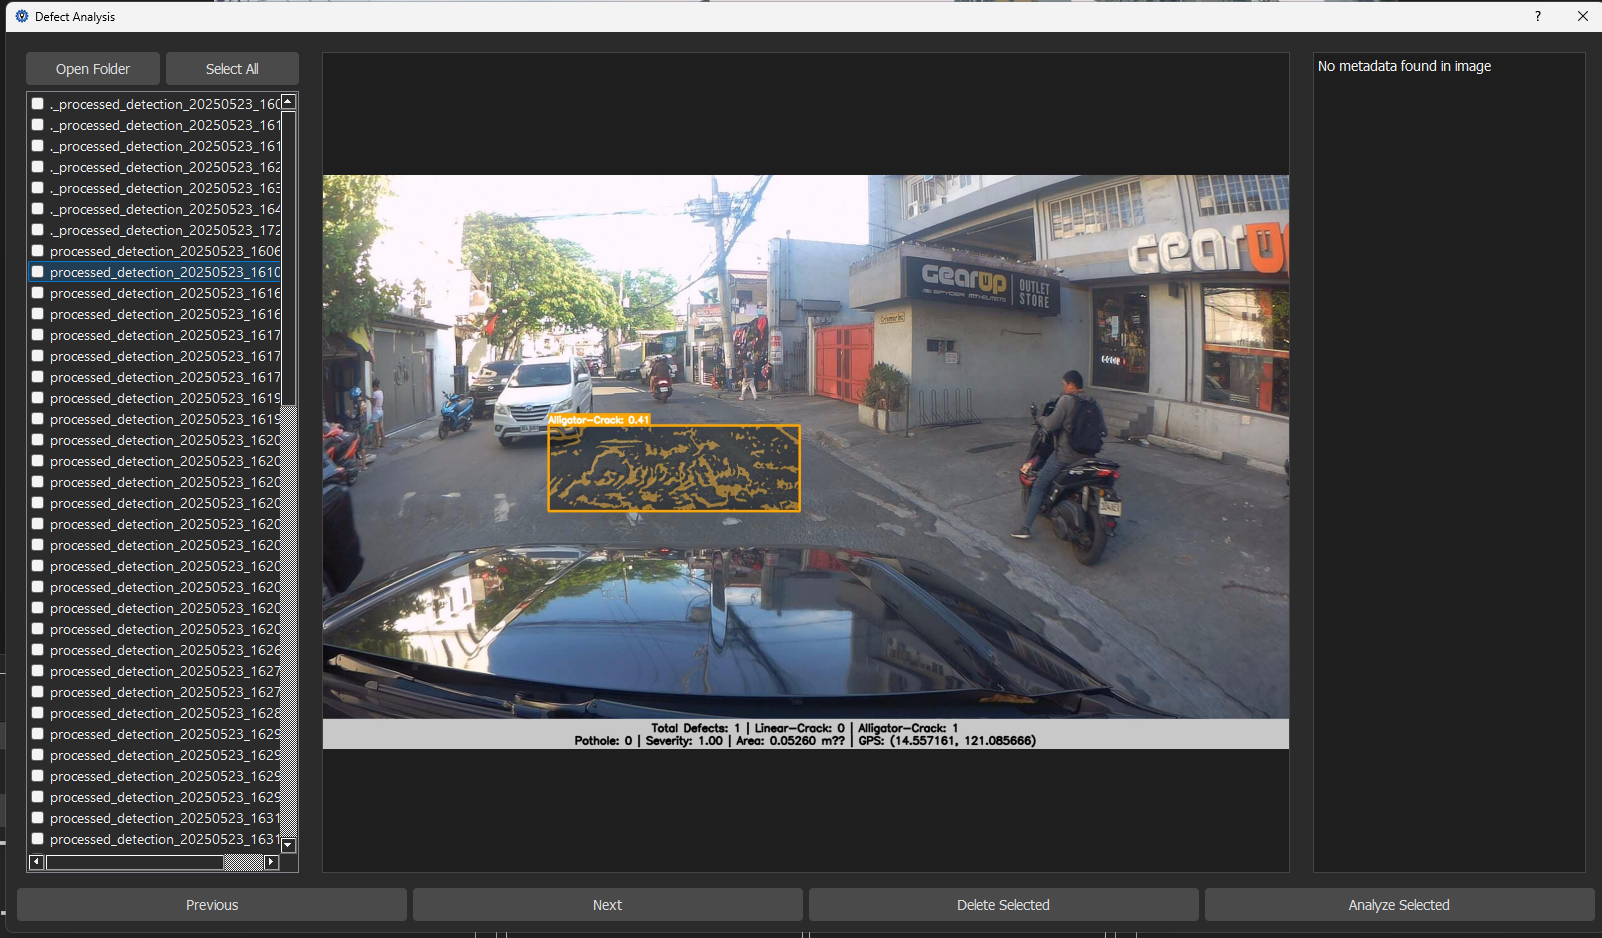 Defect Analysis
?
Open Folder
Select All
._processed_detection_20250523_160
._processed_detection_20250523_161
._processed_detection_20250523_161
._processed_detection_20250523_162
._processed_detection_20250523_163
._processed_detection_20250523_164
._processed_detection_20250523_172
processed_detection_20250523_1606
processed_detection_20250523_1610
processed_detection_20250523_1616
processed_detection_20250523_1616
processed_detection_20250523_1617
processed_detection_20250523_1617
processed_detection_20250523_1617
processed_detection_20250523_1619
processed_detection_20250523_1619
processed_detection_20250523_1620
processed_detection_20250523_1620
processed_detection_20250523_1620
processed_detection_20250523_1620
processed_detection_20250523_1620
processed_detection_20250523_1620
processed_detection_20250523_1620
processed_detection_20250523_1620
processed_detection_20250523_1620
processed_detection_20250523_1620
processed_detection_20250523_1626
processed_detection_20250523_1627
processed_detection_20250523_1627
processed_detection_20250523_1628
processed_detection_20250523_1629
processed_detection_20250523_1629
processed_detection_20250523_1629
processed_detection_20250523_1629
processed_detection_20250523_1631
processed_detection_20250523_1631
GEARUP
GEARUP
OUTLET
STORE
SPYDER MTHELMETS
Alligator-Crack: 0.41
Total Defects: 1 | Linear-Crack: 0 | Alligator-Crack: 1
Pothole: 0 | Severity: 1.00 | Area: 0.05260 m?? | GPS: (14.557161, 121.085666)
No metadata found in image
Previous
Next
Delete Selected
Analyze Selected